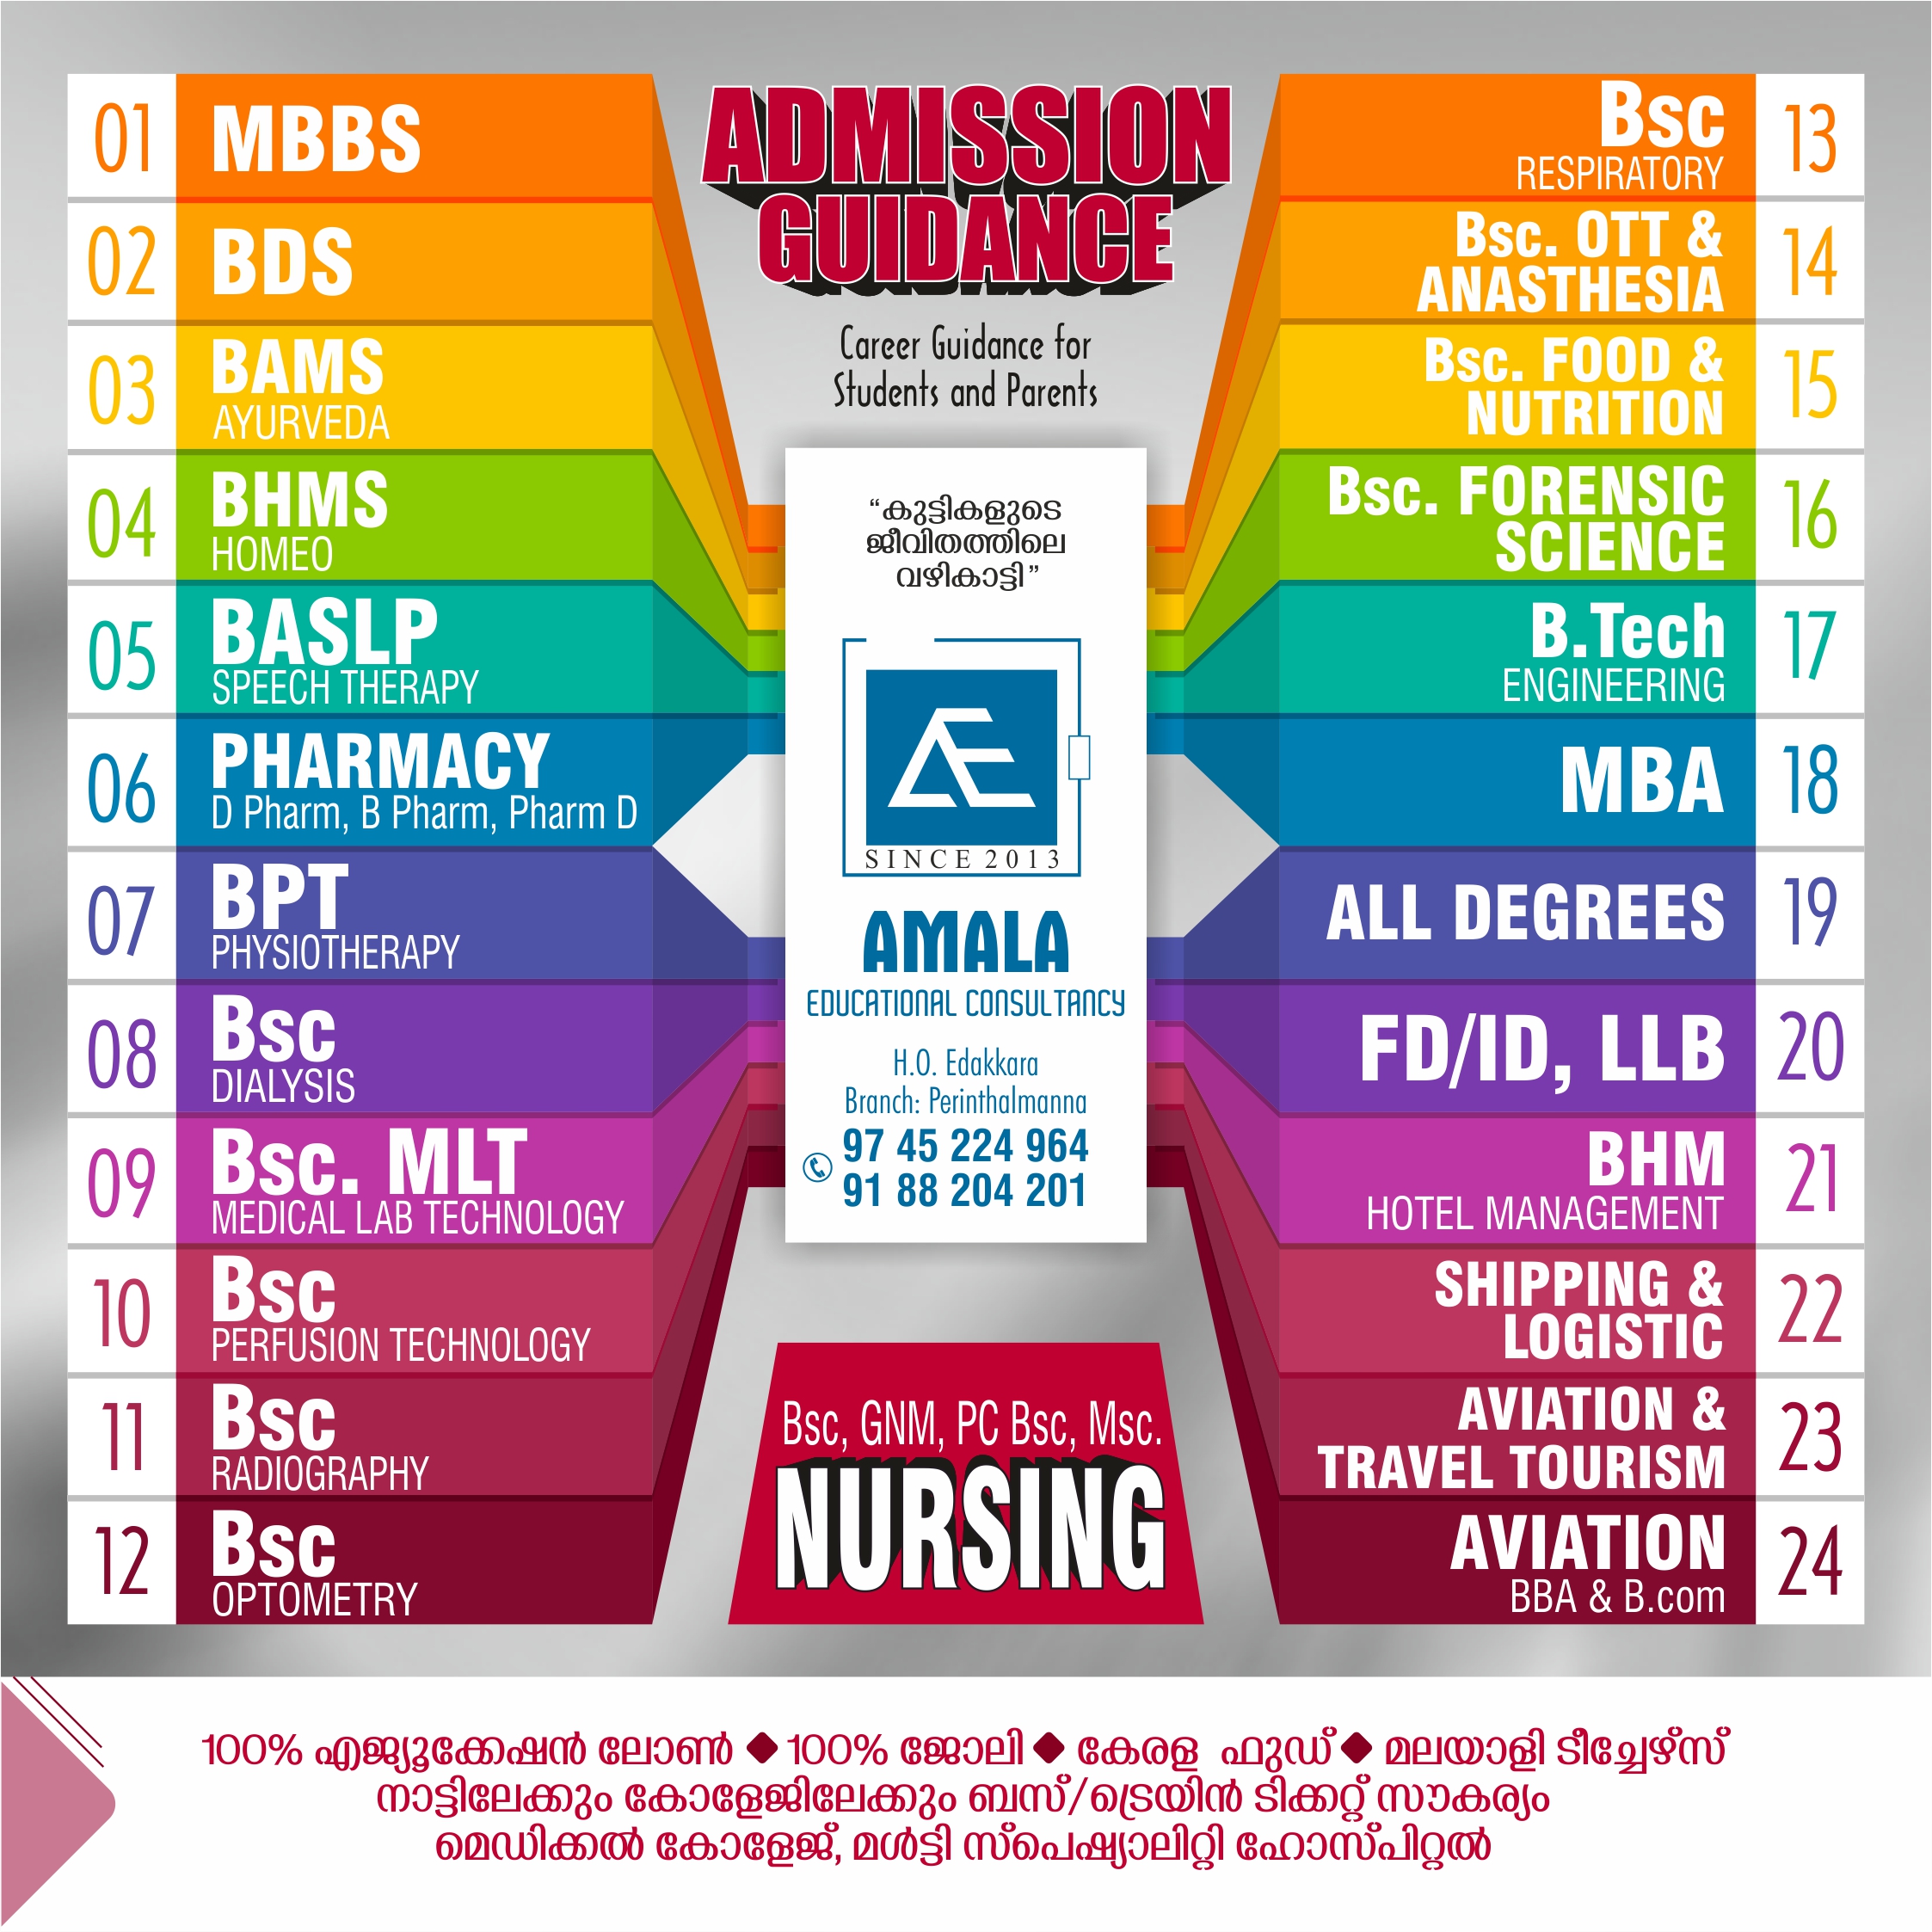 01
MBBS
02
BDS
03
BAMS
AYURVEDA
04
BHMS
HOMEO
05
BASLP
SPEECH THERAPY
06
PHARMACY
D Pharm, B Pharm, Pharm D
07
BPT
PHYSIOTHERAPY
08
Bsc
DIALYSIS
09
Bsc. MLT
MEDICAL LAB TECHNOLOGY
10
Bsc
PERFUSION TECHNOLOGY
11
Bsc
RADIOGRAPHY
12
Bsc
OPTOMETRY
ADMISSION
GUIDANCE
Career Guidance for
Students and Parents
“കുട്ടികളുടെ
ജീവിതത്തിലെ
വഴികാട്ടി”
AE
SINCE 2013
AMALA
EDUCATIONAL CONSULTANCY
H.O. Edakkara
Branch: Perinthalmanna
97 45 224 964
91 88 204 201
Bsc, GNM, PC Bsc, Msc.
NURSING
Bsc
RESPIRATORY
13
Bsc. OTT &
ANASTHESIA
14
Bsc. FOOD &
NUTRITION
15
Bsc. FORENSIC
SCIENCE
16
B.Tech
ENGINEERING
17
MBA
18
ALL DEGREES
19
FD/ID, LLB
20
BHM
HOTEL MANAGEMENT
21
SHIPPING &
LOGISTIC
22
AVIATION &
TRAVEL TOURISM
23
AVIATION
BBA & B.com
24
100% എജ്യൂക്കേഷൻ ലോൺ ◆ 100% ജോലി ◆ കേരള ഫുഡ് ◆ മലയാളി ടീച്ചേഴ്സ്
നാട്ടിലേക്കും കോളേജിലേക്കും ബസ്/ട്രെയിൻ ടിക്കറ്റ് സൗകര്യം
മെഡിക്കൽ കോളേജ്, മൾട്ടി സ്പെഷ്യാലിറ്റി ഹോസ്പിറ്റൽ